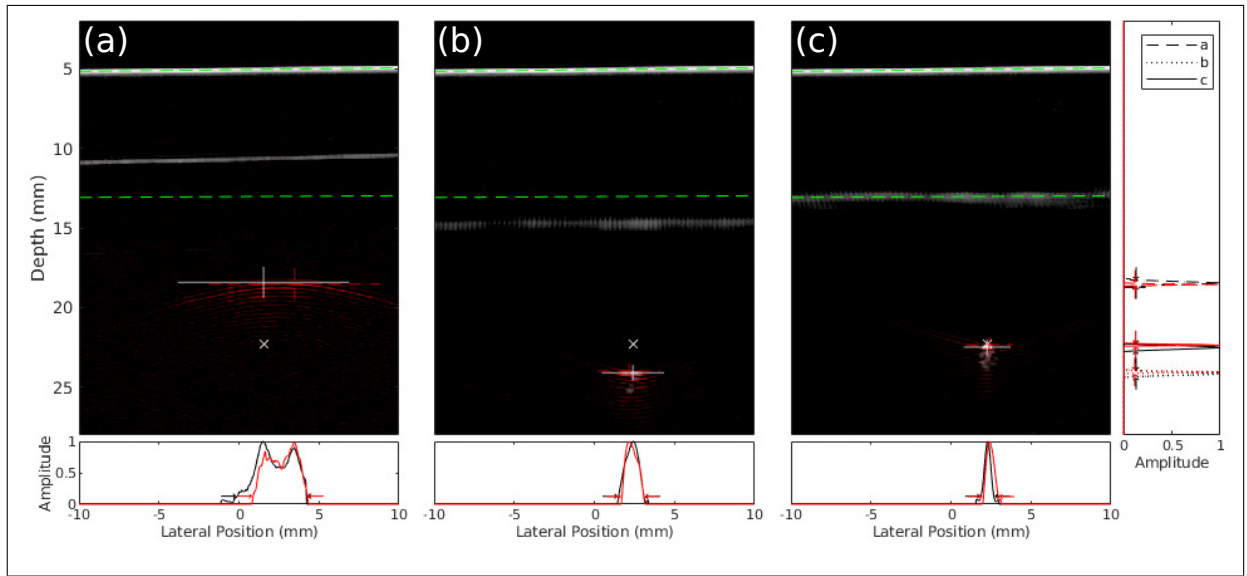 (a) (b) (c)
a
b
c
5
10
15
20
25
Depth (mm)
0 0.5 1
Amplitude
1
0.5
0
Amplitude
-10 -5 0 5 10 -10 -5 0 5 10 -10 -5 0 5 10
Lateral Position (mm) Lateral Position (mm) Lateral Position (mm)